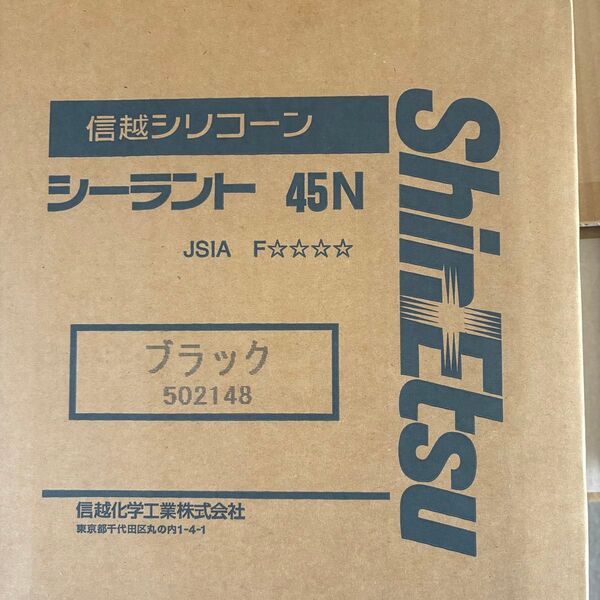 信越シリコーン
シーラント 45N
JSIA F☆☆☆☆
ブラック
502148
信越化学工業株式会社
東京都千代田区丸の内1-4-1
Shin-Etsu